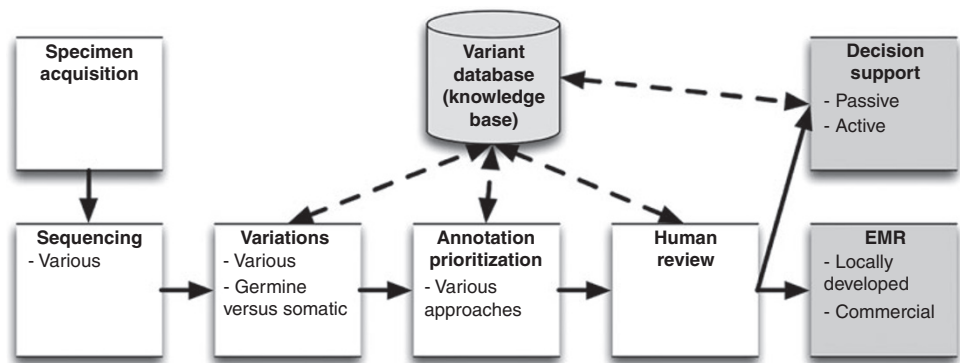 Specimen
acquisition
Variant
database
(knowledge
base)
Decision
support
- Passive
- Active
Sequencing
- Various
Variations
- Various
- Germine
versus somatic
Annotation
prioritization
- Various
approaches
Human
review
EMR
- Locally
developed
- Commercial